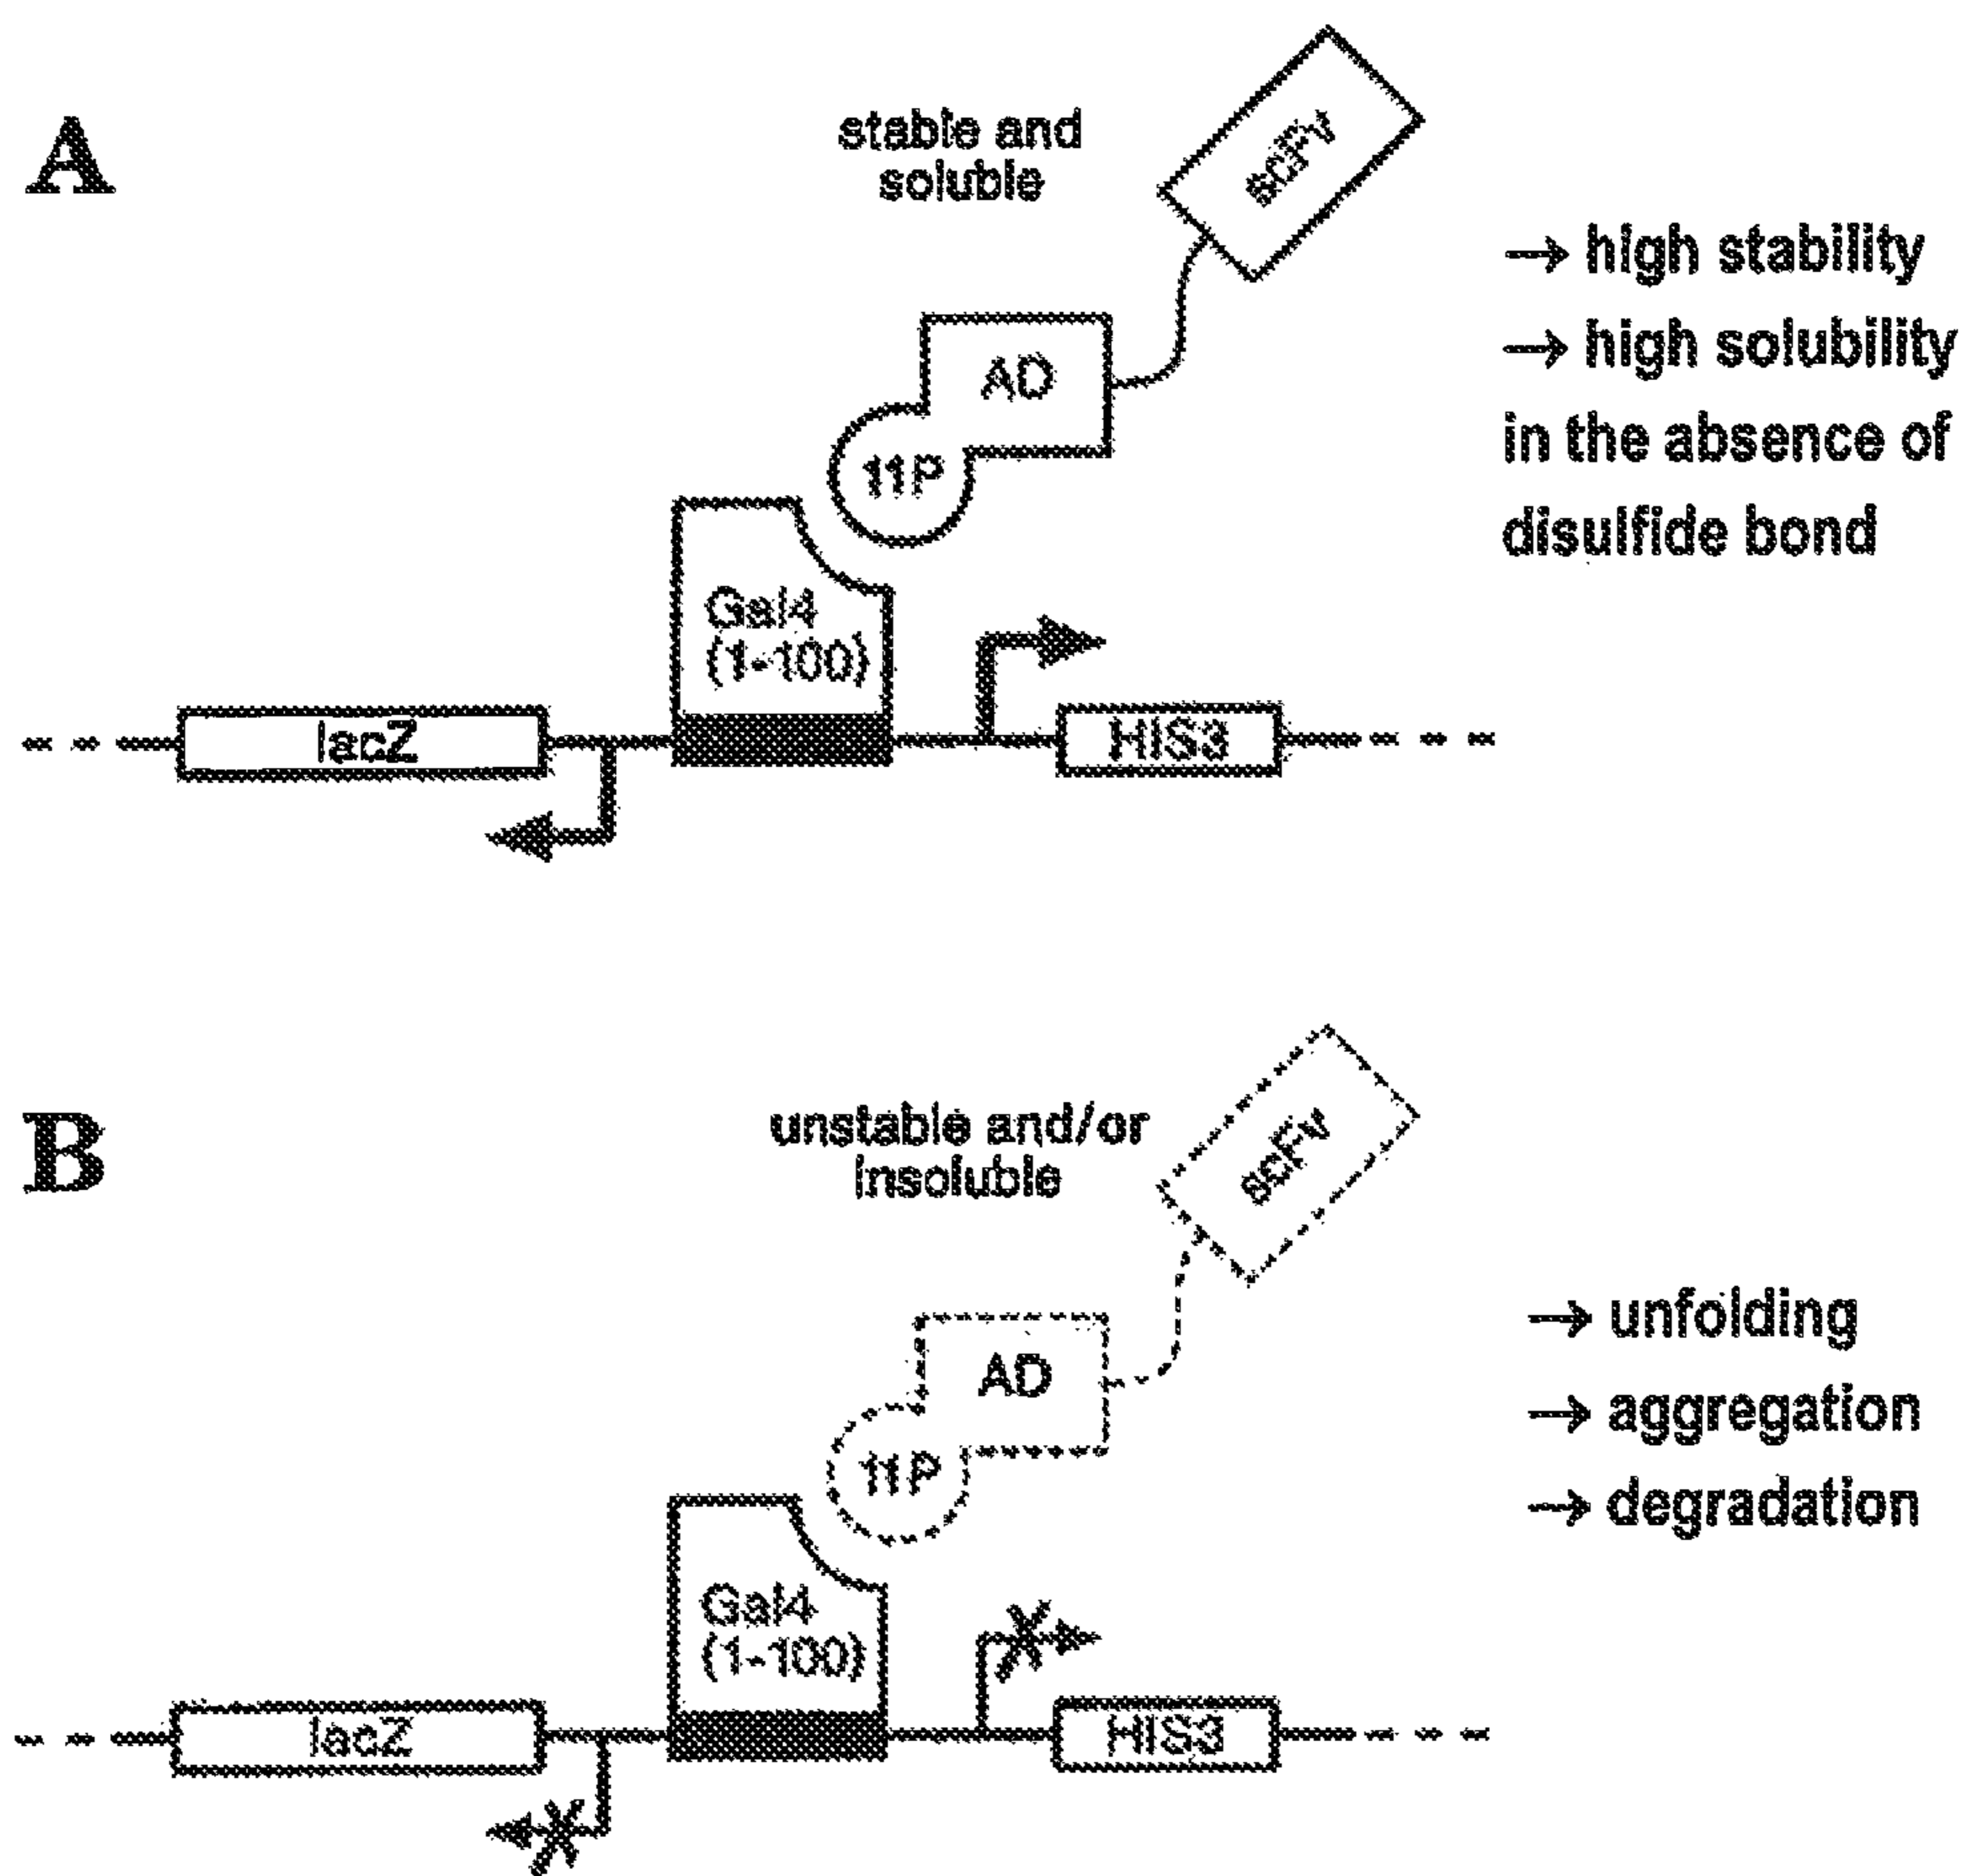 A
stable and
soluble
scFv
→ high stability
→ high solubility
in the absence of
disulfide bond
AD
11P
Gal4
(1-100)
lacZ
HIS3
B
unstable and/or
insoluble
scFv
→ unfolding
→ aggregation
→ degradation
AD
11P
Gal4
(1-100)
lacZ
HIS3